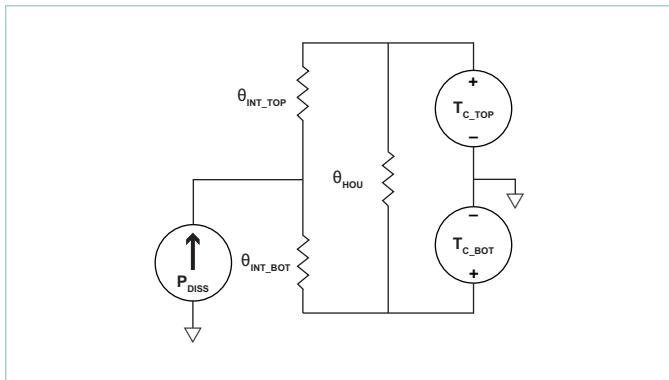 θINT_TOP
+
TC_TOP
–
θHOU
–
TC_BOT
+
θINT_BOT
PDISS